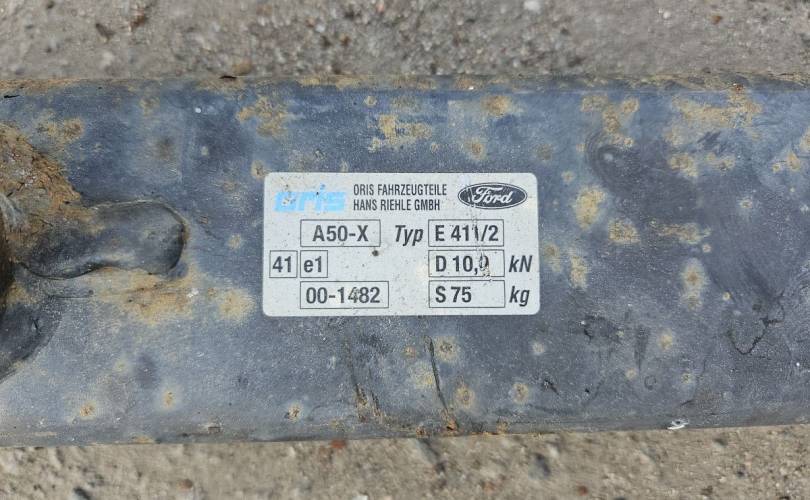 oris ORIS FAHRZEUGTEILE
HANS RIEHLE GMBH Ford
A50-X Typ E 411/2
41 e1 D 10,9 kN
00-1482 S 75 kg